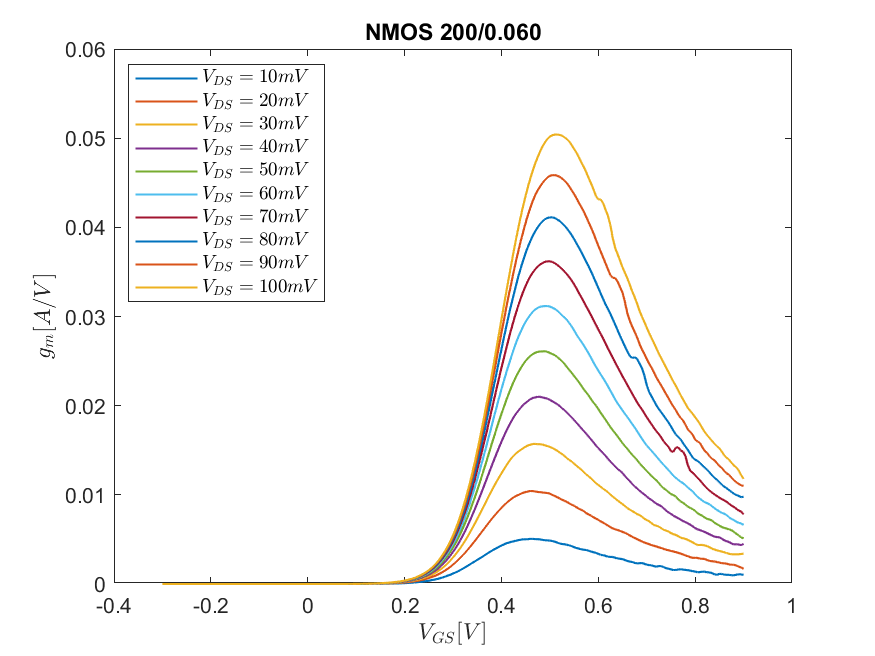 NMOS 200/0.060
0.06
0.05
0.04
0.03
0.02
0.01
0
g_m[A/V]
V_DS = 10mV
V_DS = 20mV
V_DS = 30mV
V_DS = 40mV
V_DS = 50mV
V_DS = 60mV
V_DS = 70mV
V_DS = 80mV
V_DS = 90mV
V_DS = 100mV
-0.4 -0.2 0 0.2 0.4 0.6 0.8 1
V_GS[V]